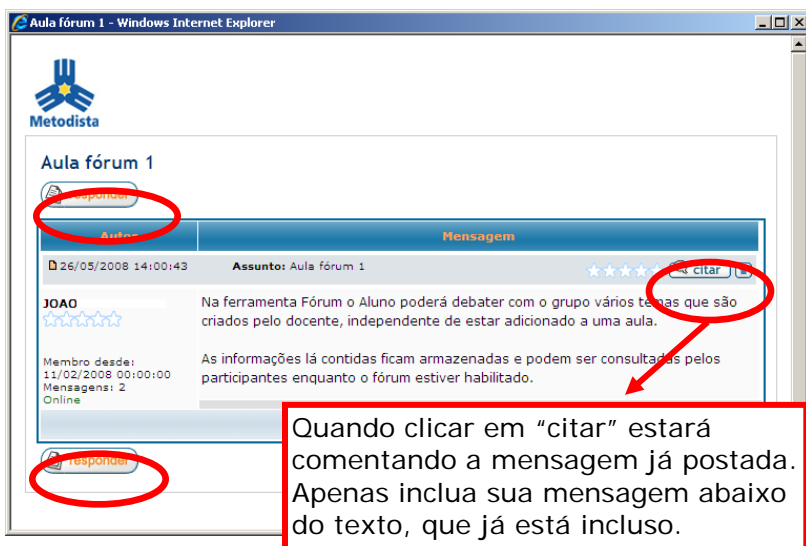 Aula fórum 1 - Windows Internet Explorer
Metodista
Aula fórum 1
responder
Autor Mensagem
26/05/2008 14:00:43 Assunto: Aula fórum 1 citar
JOAO
Na ferramenta Fórum o Aluno poderá debater com o grupo vários temas que são
criados pelo docente, independente de estar adicionado a uma aula.
Membro desde:
11/02/2008 00:00:00
Mensagens: 2
Online
As informações lá contidas ficam armazenadas e podem ser consultadas pelos
participantes enquanto o fórum estiver habilitado.
responder
Quando clicar em “citar” estará
comentando a mensagem já postada.
Apenas inclua sua mensagem abaixo
do texto, que já está incluso.